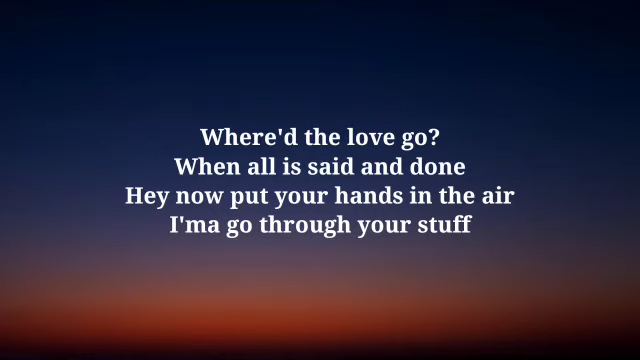 Where'd the love go?
When all is said and done
Hey now put your hands in the air
I'ma go through your stuff